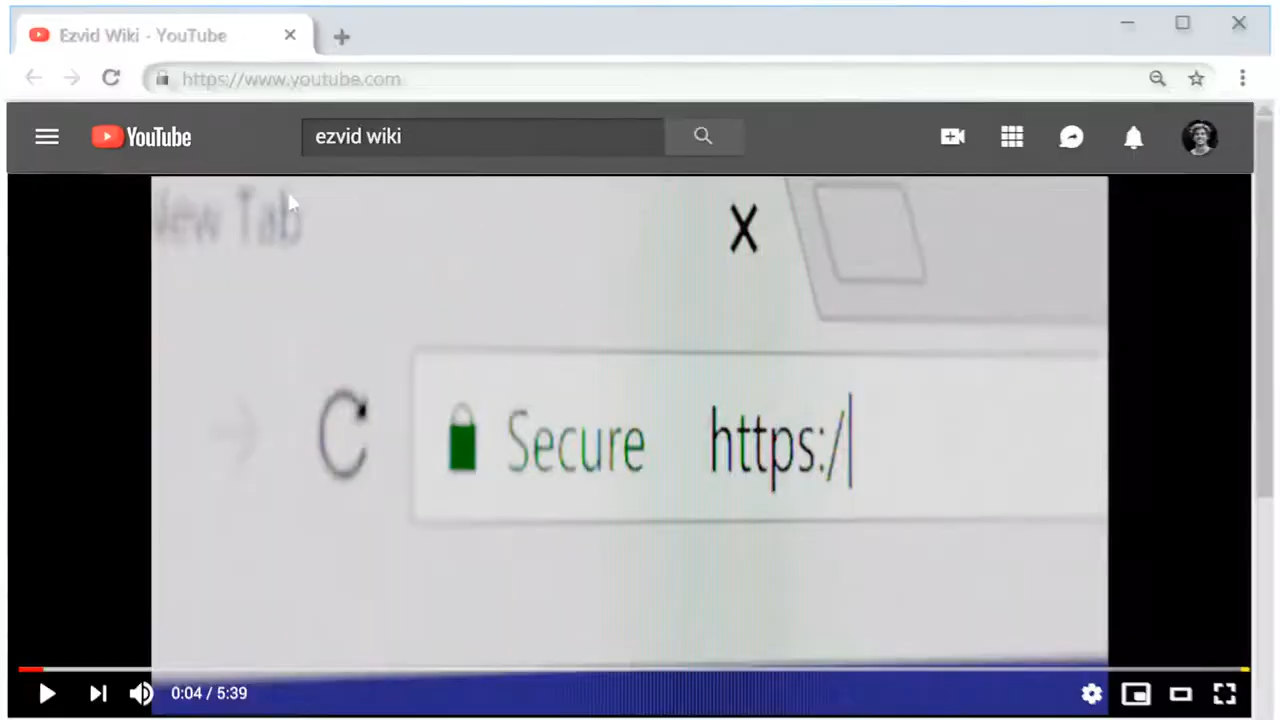 Ezvid Wiki - YouTube
https://www.youtube.com
YouTube
ezvid wiki
New Tab
X
Secure https:/
0:04 / 5:39